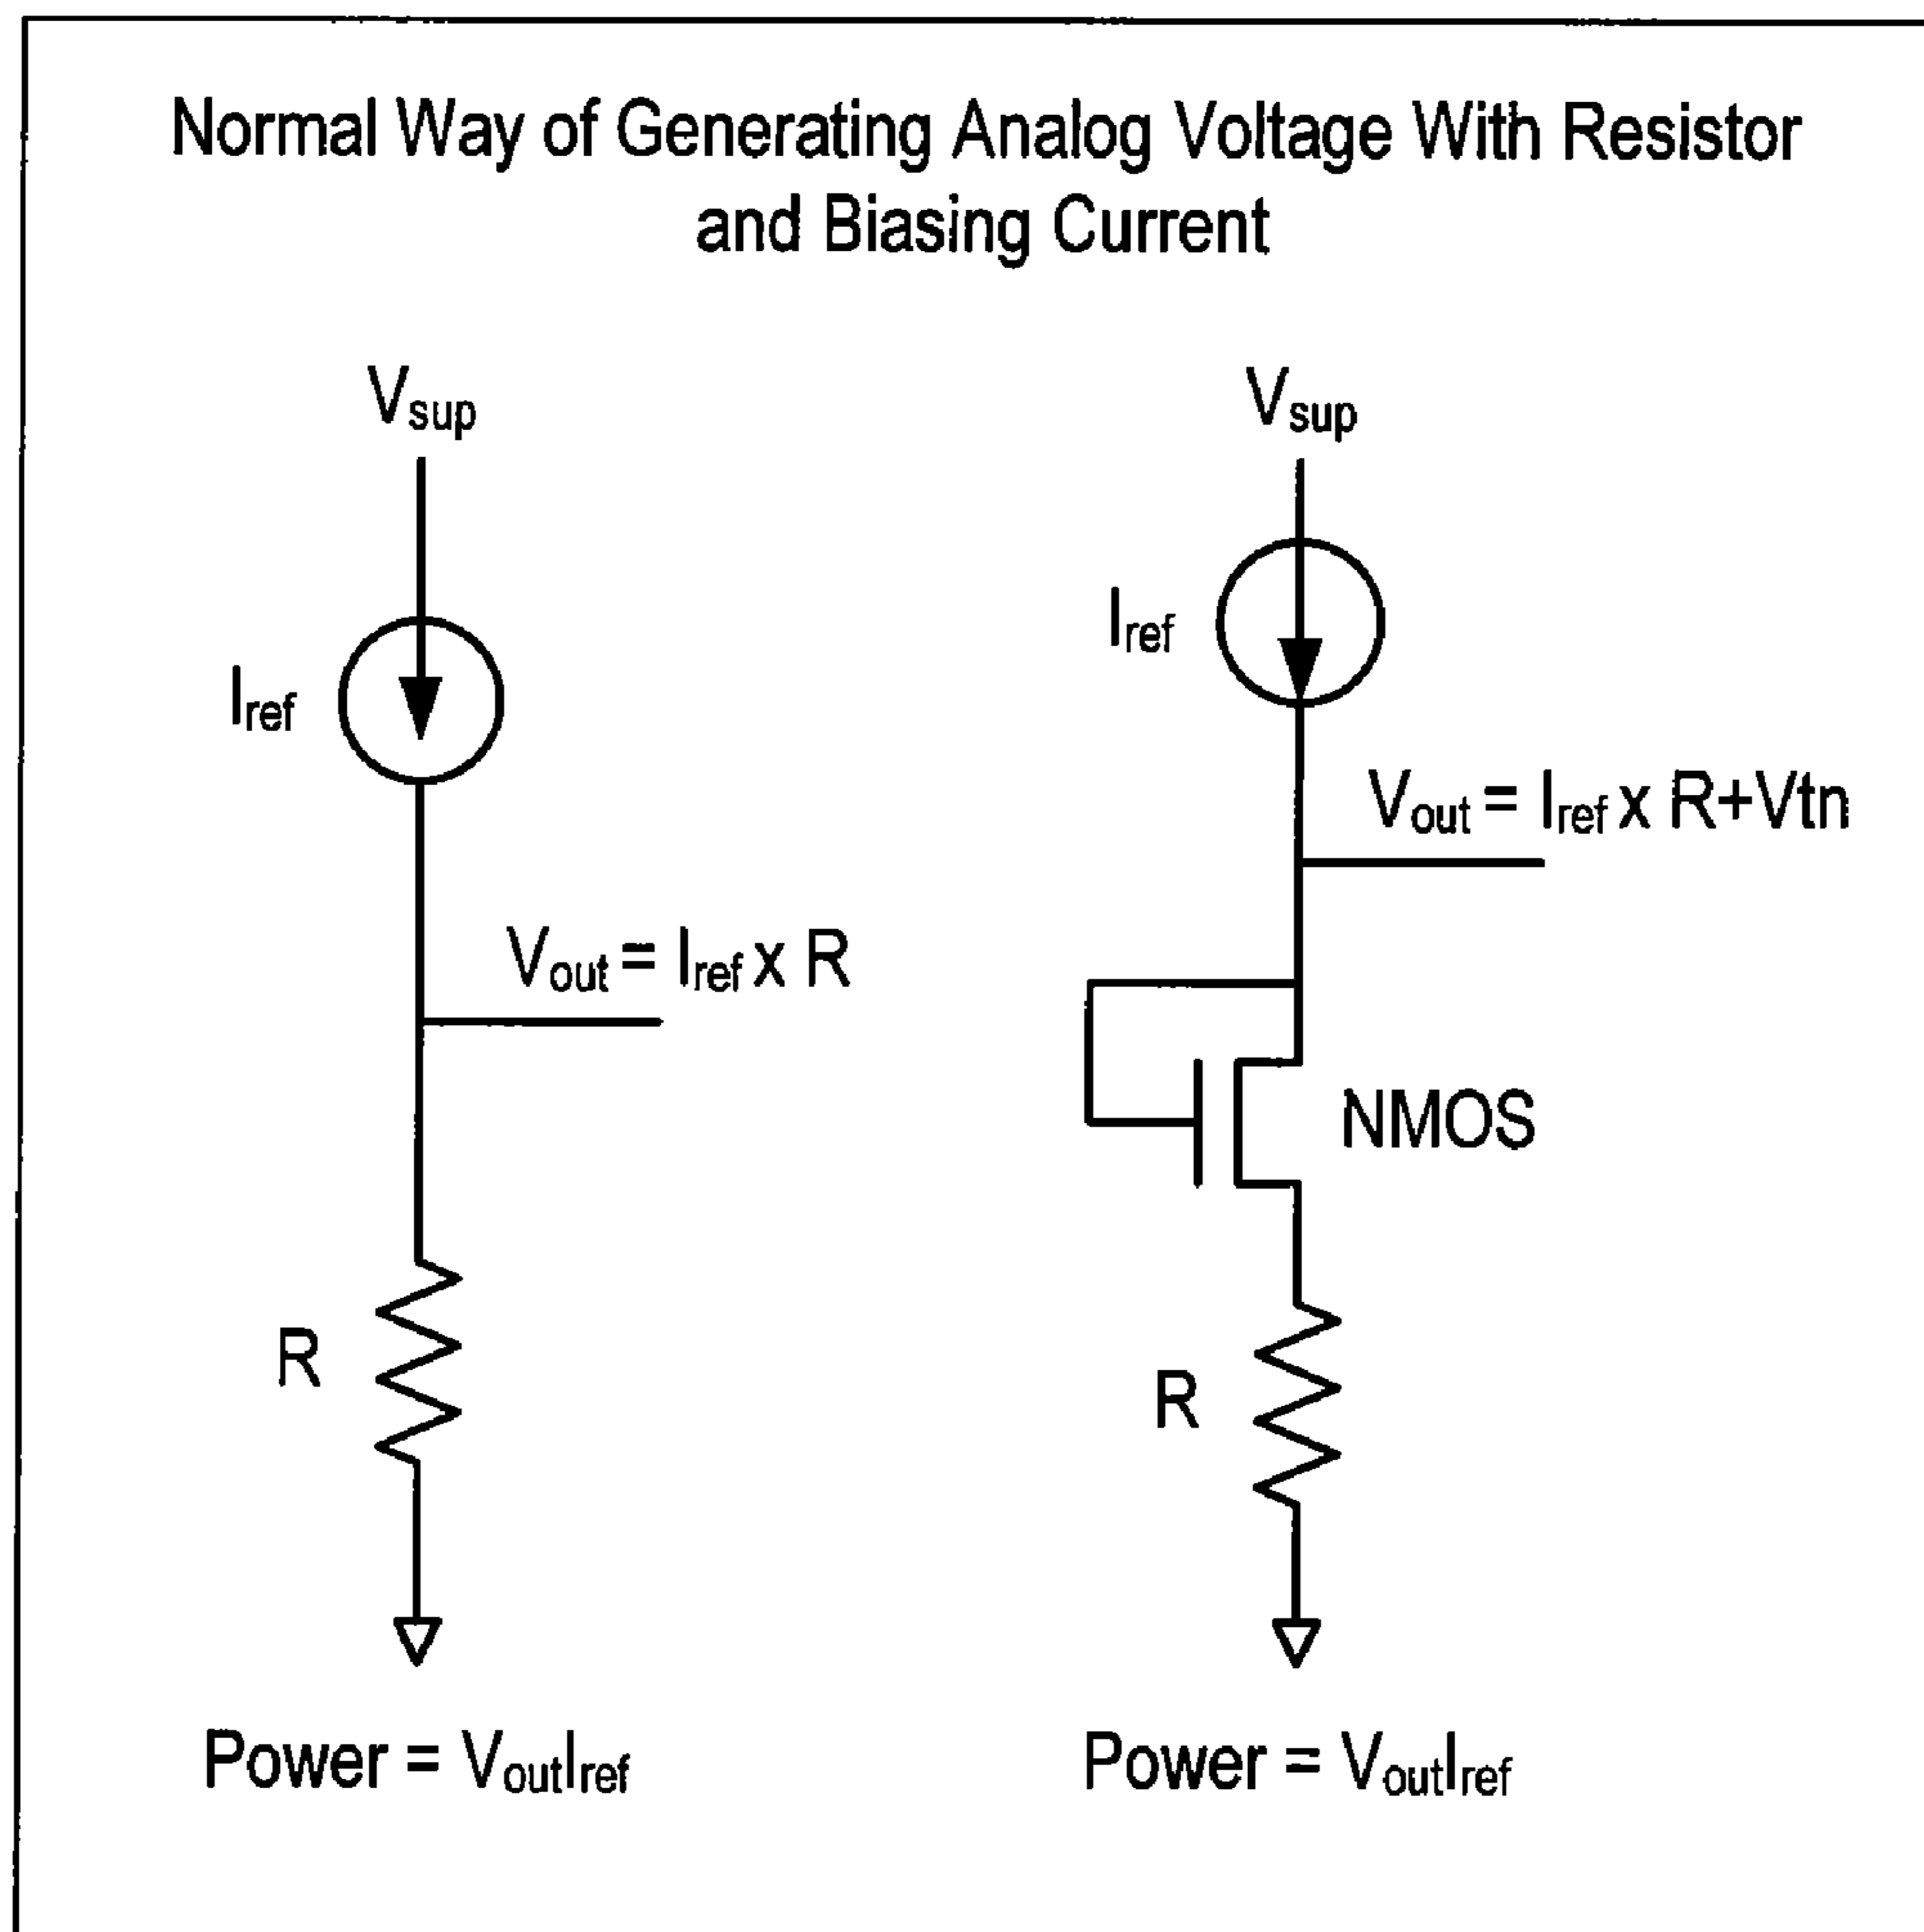 Normal Way of Generating Analog Voltage With Resistor
and Biasing Current
Vsup
Iref
Vout = Iref x R
R
Power = VoutIref
Vsup
Iref
Vout = Iref x R+Vtn
NMOS
R
Power = VoutIref